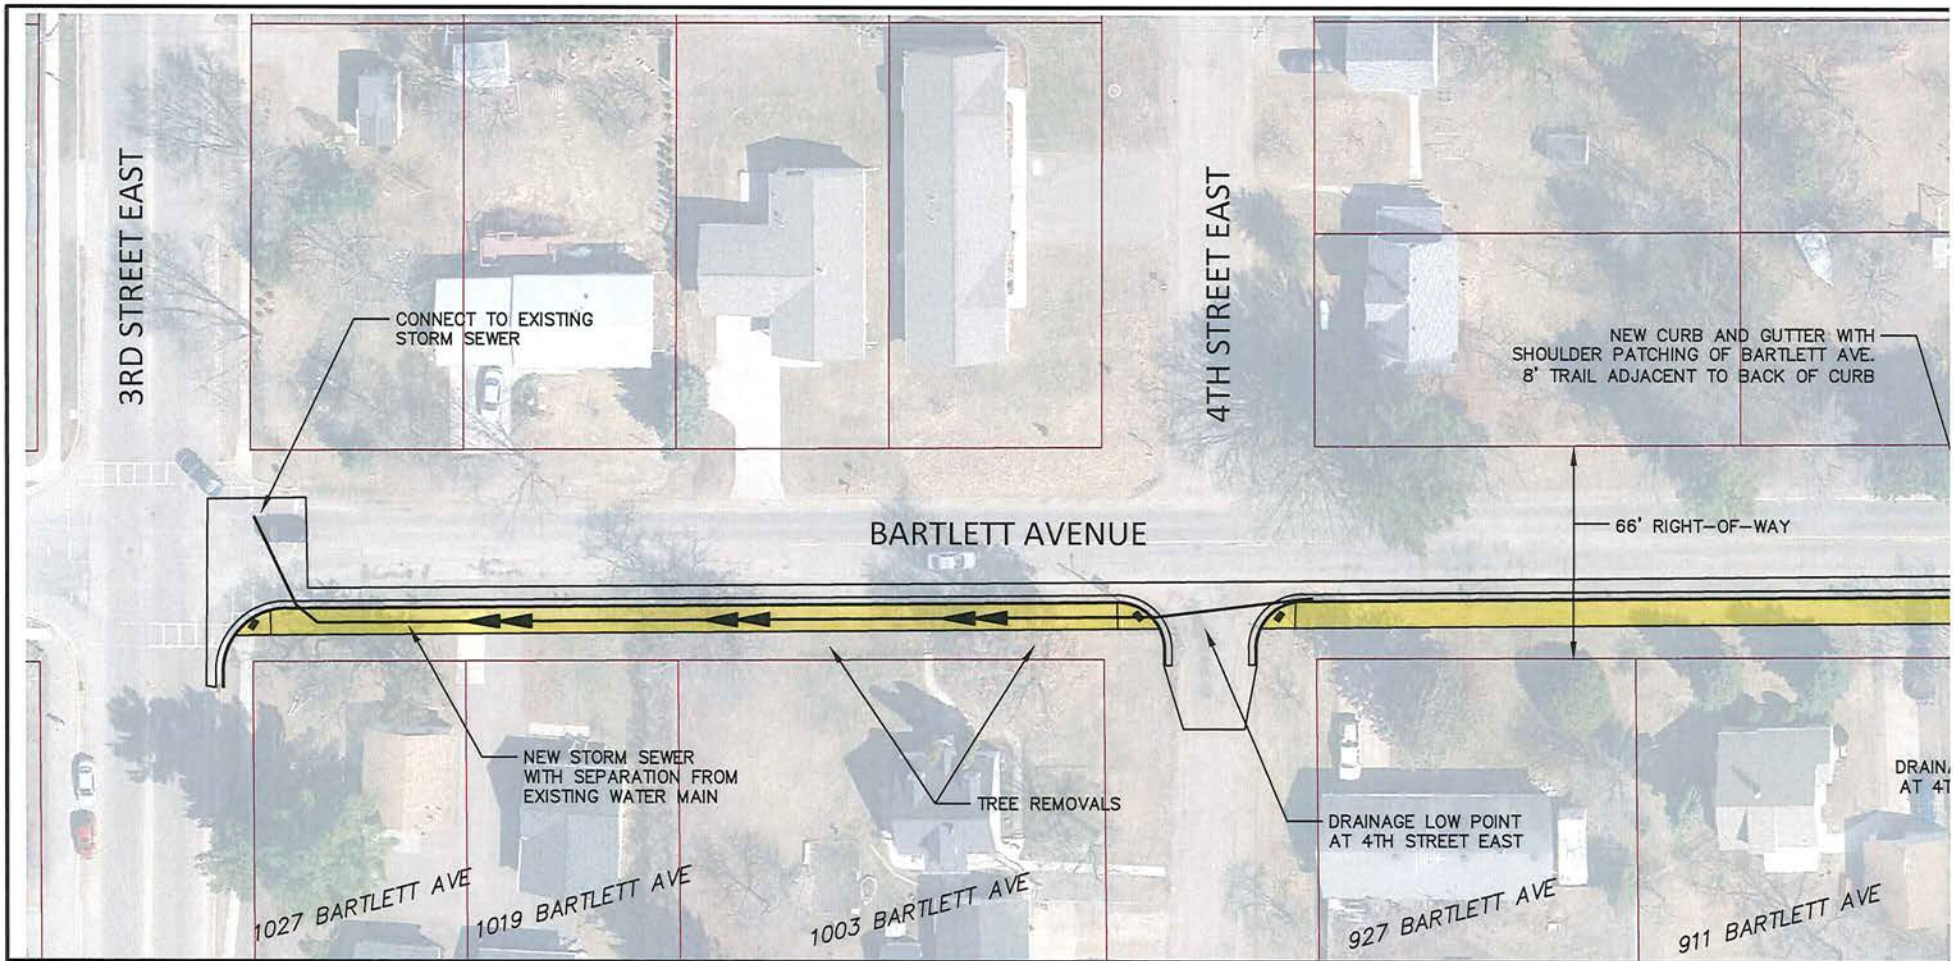 3RD STREET EAST
CONNECT TO EXISTING
STORM SEWER
4TH STREET EAST
NEW CURB AND GUTTER WITH
SHOULDER PATCHING OF BARTLETT AVE.
8' TRAIL ADJACENT TO BACK OF CURB
BARTLETT AVENUE
66' RIGHT-OF-WAY
NEW STORM SEWER
WITH SEPARATION FROM
EXISTING WATER MAIN
TREE REMOVALS
DRAINAGE LOW POINT
AT 4TH STREET EAST
DRAINA
AT 4T
1027 BARTLETT AVE
1019 BARTLETT AVE
1003 BARTLETT AVE
927 BARTLETT AVE
911 BARTLETT AVE